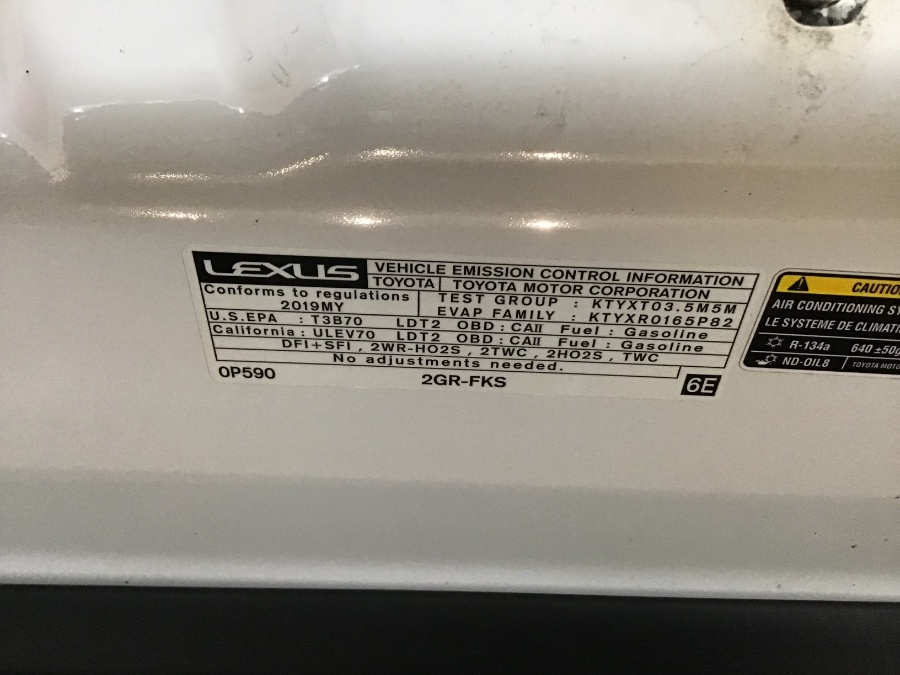 LEXUS VEHICLE EMISSION CONTROL INFORMATION
TOYOTA TOYOTA MOTOR CORPORATION
Conforms to regulations
2019MY
TEST GROUP : KTYXT03.5M5M
EVAP FAMILY : KTYXR0165P82
U.S.EPA : T3B70 LDT2 OBD : CAII Fuel : Gasoline
California : ULEV70 LDT2 OBD : CAII Fuel : Gasoline
DFI+SFI , 2WR-HO2S , 2TWC , 2HO2S , TWC
No adjustments needed.
0P590 2GR-FKS 6E
CAUTIO
AIR CONDITIONING SY
LE SYSTEME DE CLIMATI
R-134a 640 ±50g
ND-OIL8 TOYOTA MOTO